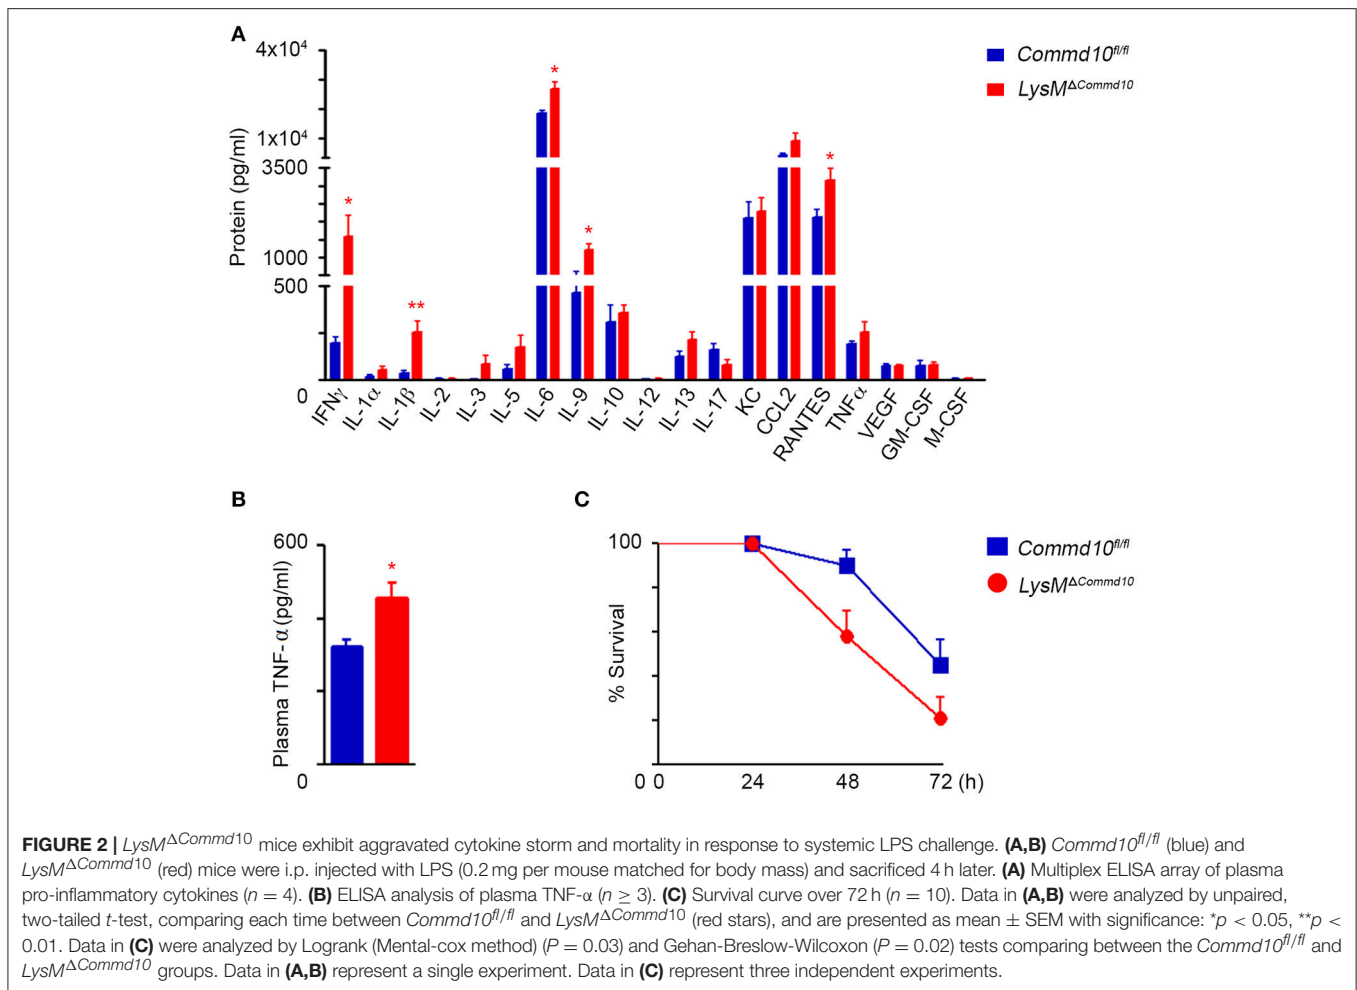 A
4x10⁴
1x10⁴
3500
1000
500
0
Protein (pg/ml)
*
**
*
*
*
Commd10ᶠˡ/ᶠˡ
LysMᐞCommd10
IFNγ
IL-1α
IL-1β
IL-2
IL-3
IL-5
IL-6
IL-9
IL-10
IL-12
IL-13
IL-17
KC
CCL2
RANTES
TNFα
VEGF
GM-CSF
M-CSF
B
600
0
Plasma TNF-α (pg/ml)
*
C
100
0
% Survival
0 24 48 72 (h)
Commd10ᶠˡ/ᶠˡ
LysMᐞCommd10
FIGURE 2 | LysMᐞCommd10 mice exhibit aggravated cytokine storm and mortality in response to systemic LPS challenge. (A,B) Commd10ᶠˡ/ᶠˡ (blue) and
LysMᐞCommd10 (red) mice were i.p. injected with LPS (0.2 mg per mouse matched for body mass) and sacrificed 4 h later. (A) Multiplex ELISA array of plasma
pro-inflammatory cytokines (n = 4). (B) ELISA analysis of plasma TNF-α (n ≥ 3). (C) Survival curve over 72 h (n = 10). Data in (A,B) were analyzed by unpaired,
two-tailed t-test, comparing each time between Commd10ᶠˡ/ᶠˡ and LysMᐞCommd10 (red stars), and are presented as mean ± SEM with significance: *p < 0.05, **p <
0.01. Data in (C) were analyzed by Logrank (Mental-cox method) (P = 0.03) and Gehan-Breslow-Wilcoxon (P = 0.02) tests comparing between the Commd10ᶠˡ/ᶠˡ and
LysMᐞCommd10 groups. Data in (A,B) represent a single experiment. Data in (C) represent three independent experiments.